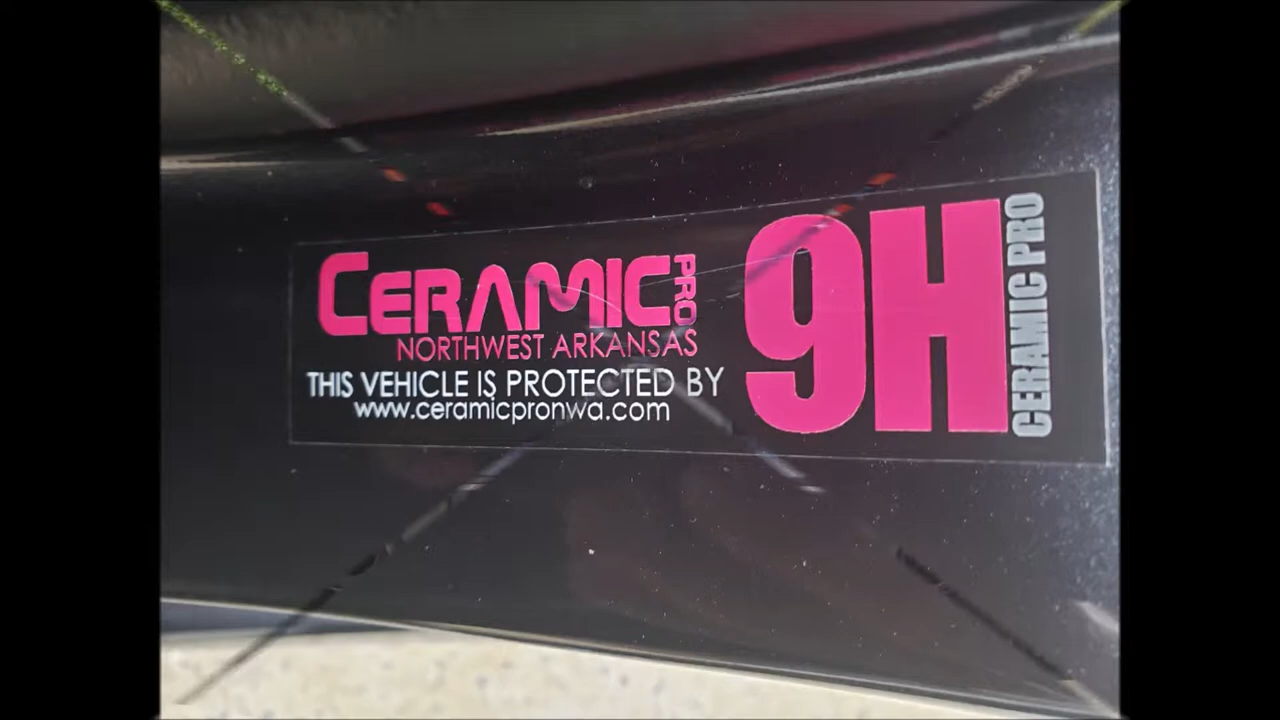 CERAMIC PRO
NORTHWEST ARKANSAS
THIS VEHICLE IS PROTECTED BY
www.ceramicpronwa.com
9H
CERAMIC PRO